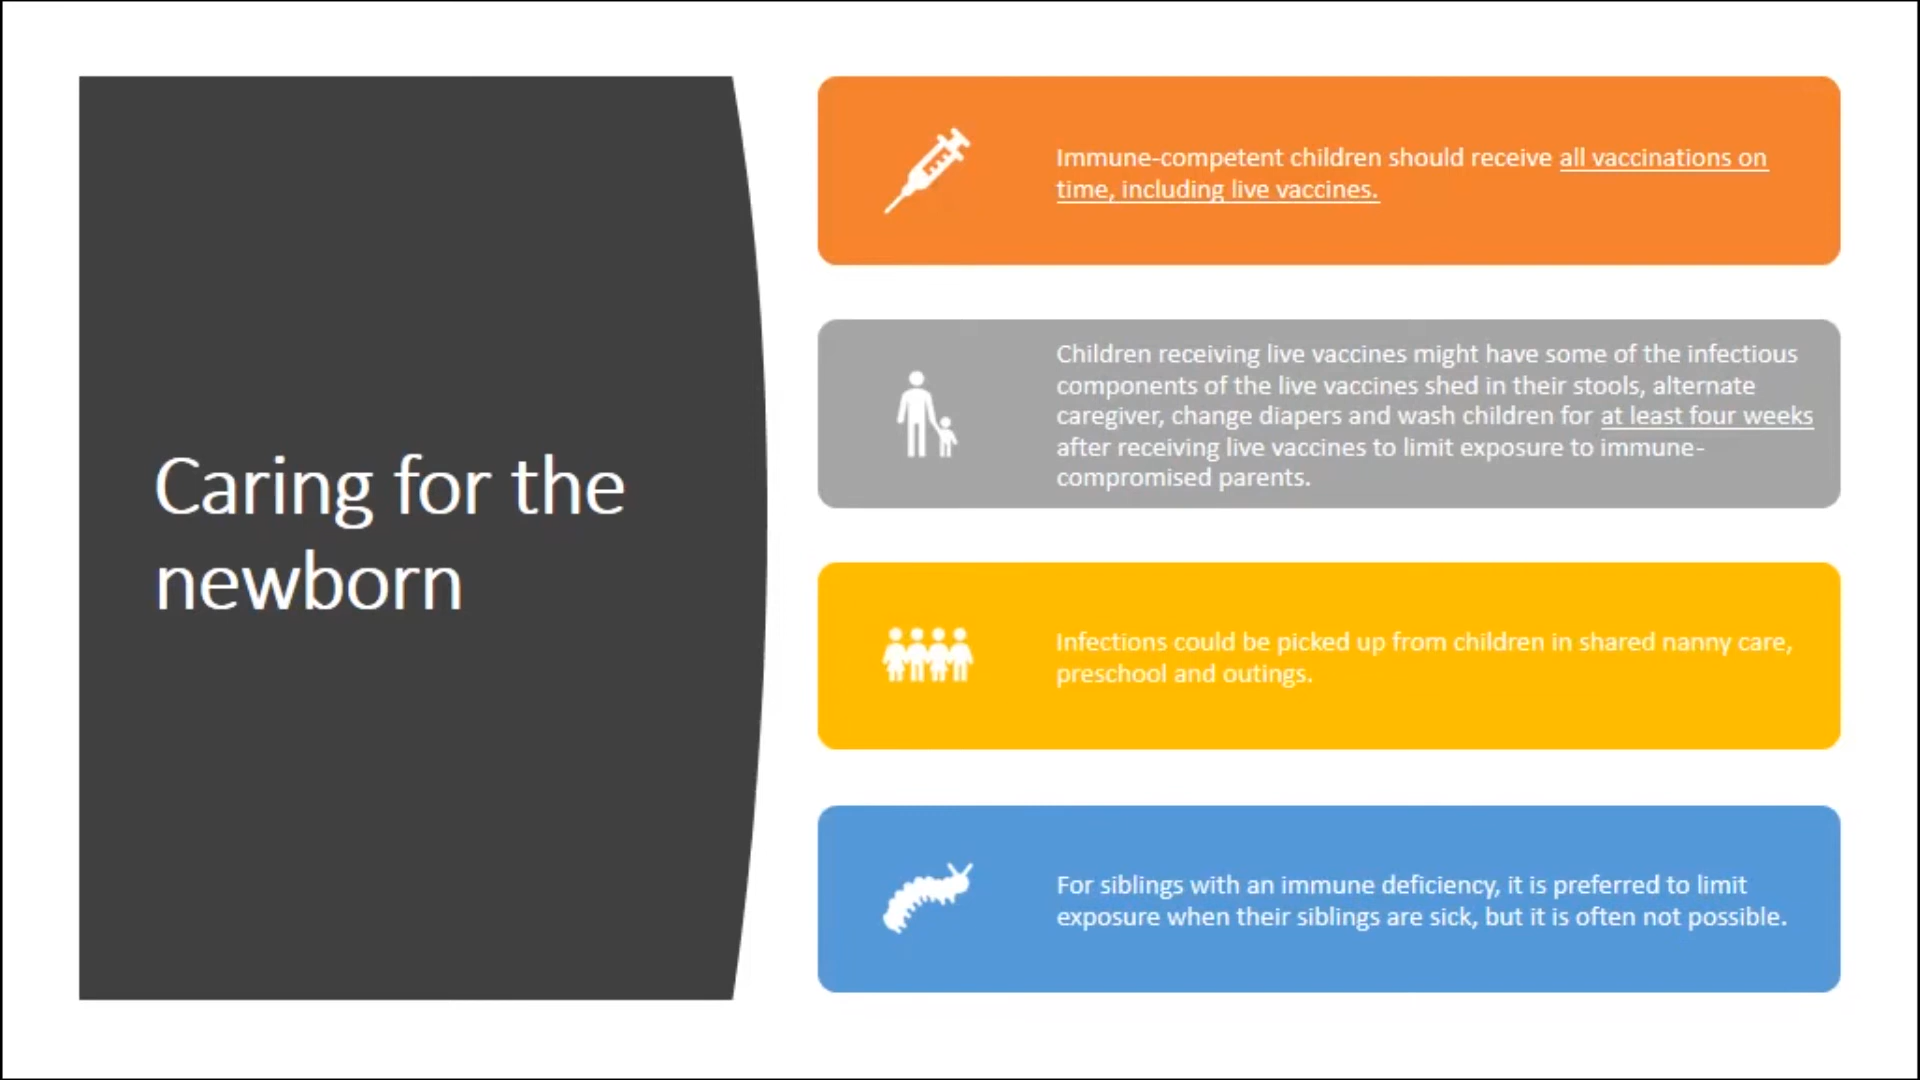 Caring for the
newborn
Immune-competent children should receive all vaccinations on
time, including live vaccines.
Children receiving live vaccines might have some of the infectious
components of the live vaccines shed in their stools, alternate
caregiver, change diapers and wash children for at least four weeks
after receiving live vaccines to limit exposure to immune-
compromised parents.
Infections could be picked up from children in shared nanny care,
preschool and outings.
For siblings with an immune deficiency, it is preferred to limit
exposure when their siblings are sick, but it is often not possible.